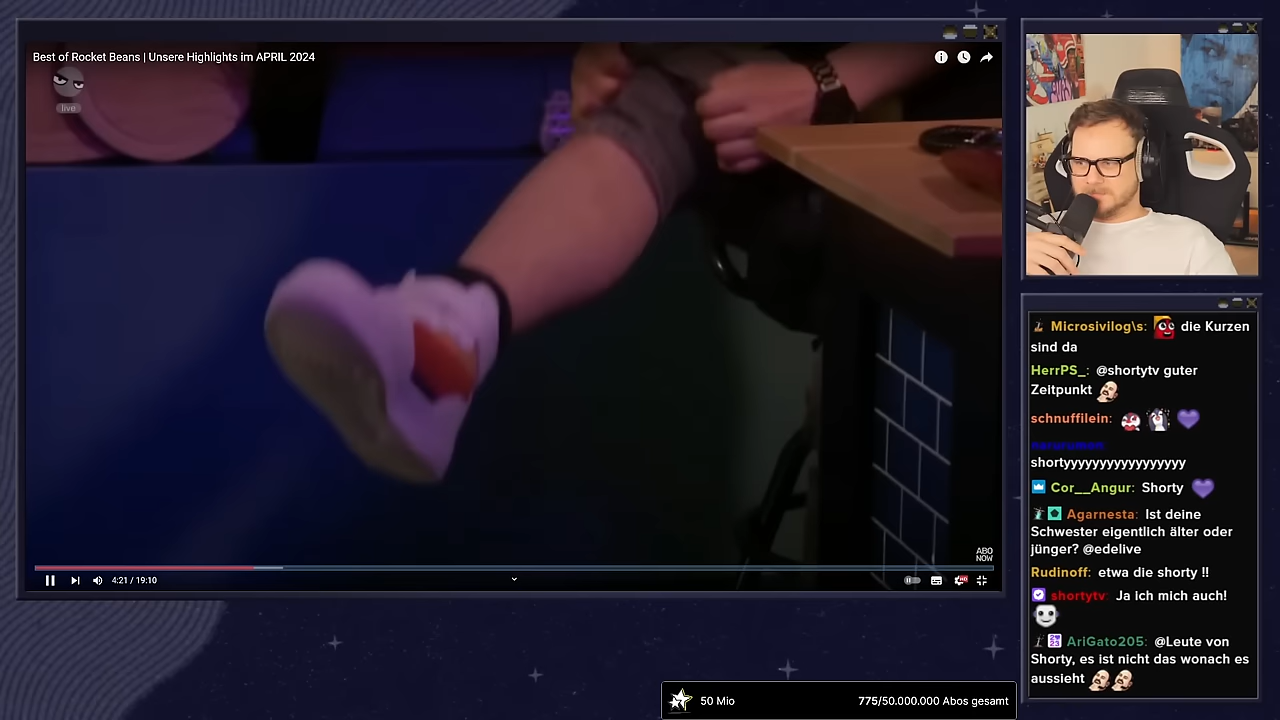 Best of Rocket Beans | Unsere Highlights im APRIL 2024
live
ABO
NOW
4:21 / 19:10
Microsivilog\s: die Kurzen
sind da
HerrPS_: @shortytv guter
Zeitpunkt
schnuffilein:
shortyyyyyyyyyyyyyyyyy
Cor__Angur: Shorty
Agarnesta: Ist deine
Schwester eigentlich älter oder
jünger? @edelive
Rudinoff: etwa die shorty !!
shortytv: Ja ich mich auch!
AriGato205: @Leute von
Shorty, es ist nicht das wonach es
aussieht
50 Mio 775/50.000.000 Abos gesamt